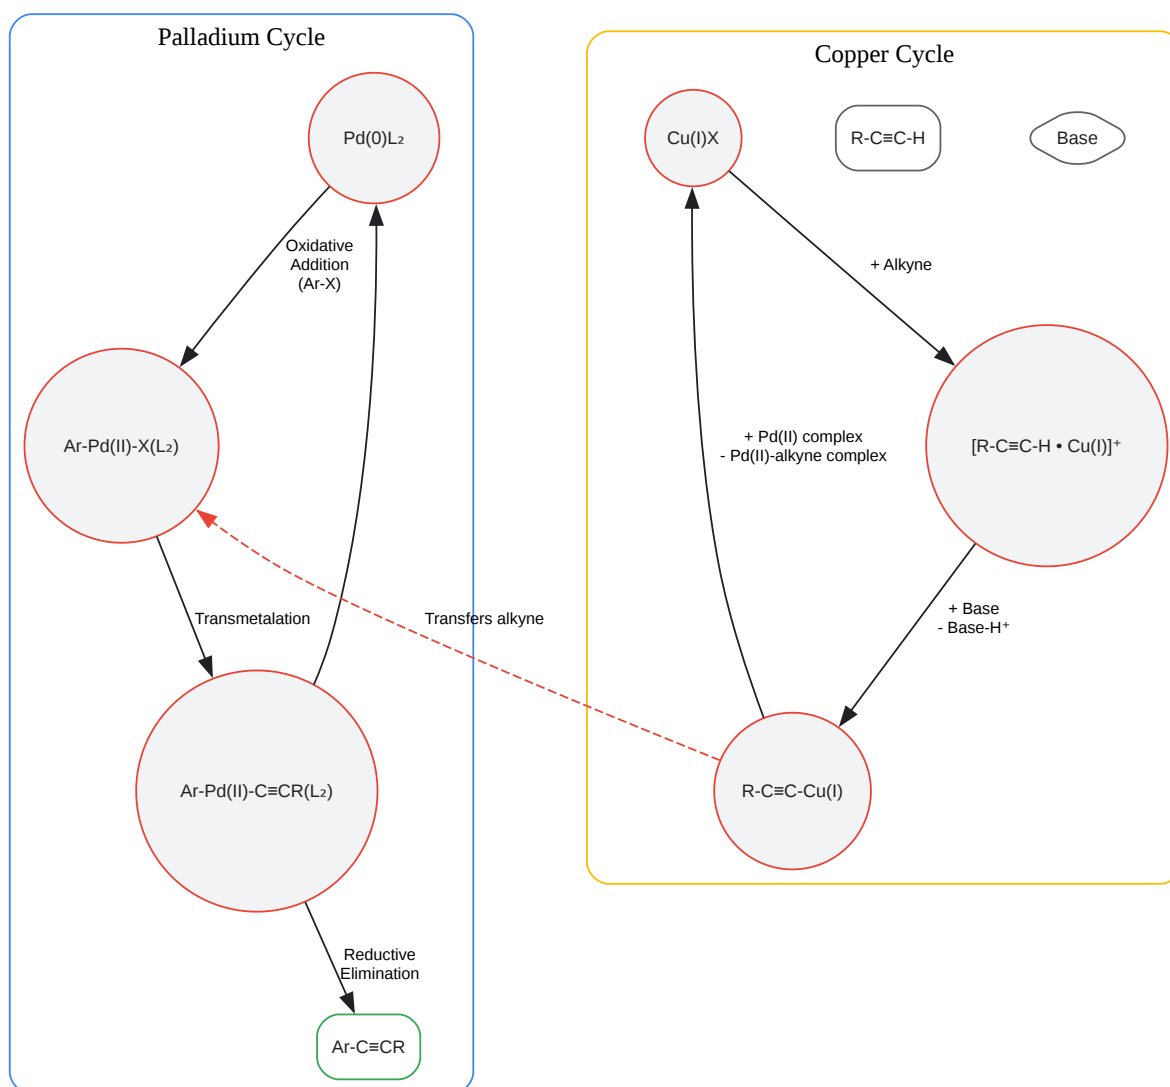 Palladium Cycle
Pd(0)L₂
Oxidative
Addition
(Ar-X)
Ar-Pd(II)-X(L₂)
Transmetalation
Ar-Pd(II)-C≡CR(L₂)
Reductive
Elimination
Ar-C≡CR
Transfers alkyne
Copper Cycle
Cu(I)X
R-C≡C-H
Base
+ Alkyne
[R-C≡C-H • Cu(I)]⁺
+ Pd(II) complex
- Pd(II)-alkyne complex
+ Base
- Base-H⁺
R-C≡C-Cu(I)